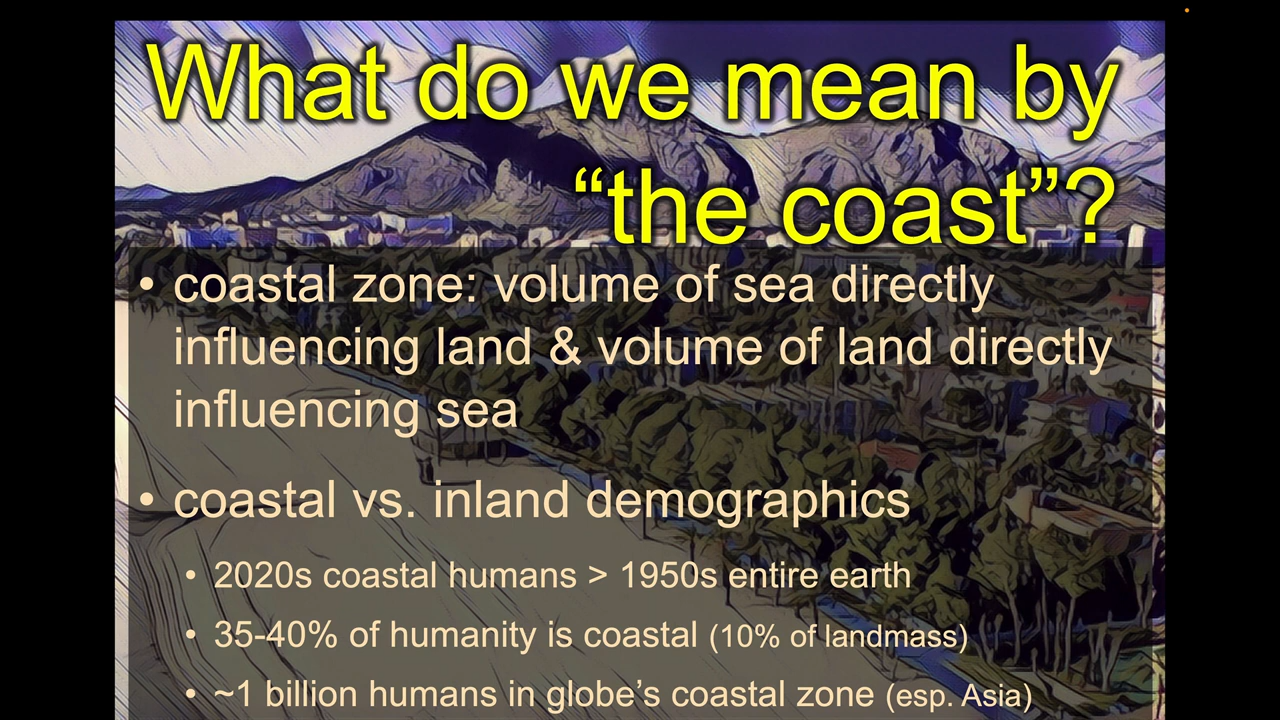 What do we mean by
“the coast”?
• coastal zone: volume of sea directly
influencing land & volume of land directly
influencing sea
• coastal vs. inland demographics
• 2020s coastal humans > 1950s entire earth
• 35-40% of humanity is coastal (10% of landmass)
• ~1 billion humans in globe’s coastal zone (esp. Asia)